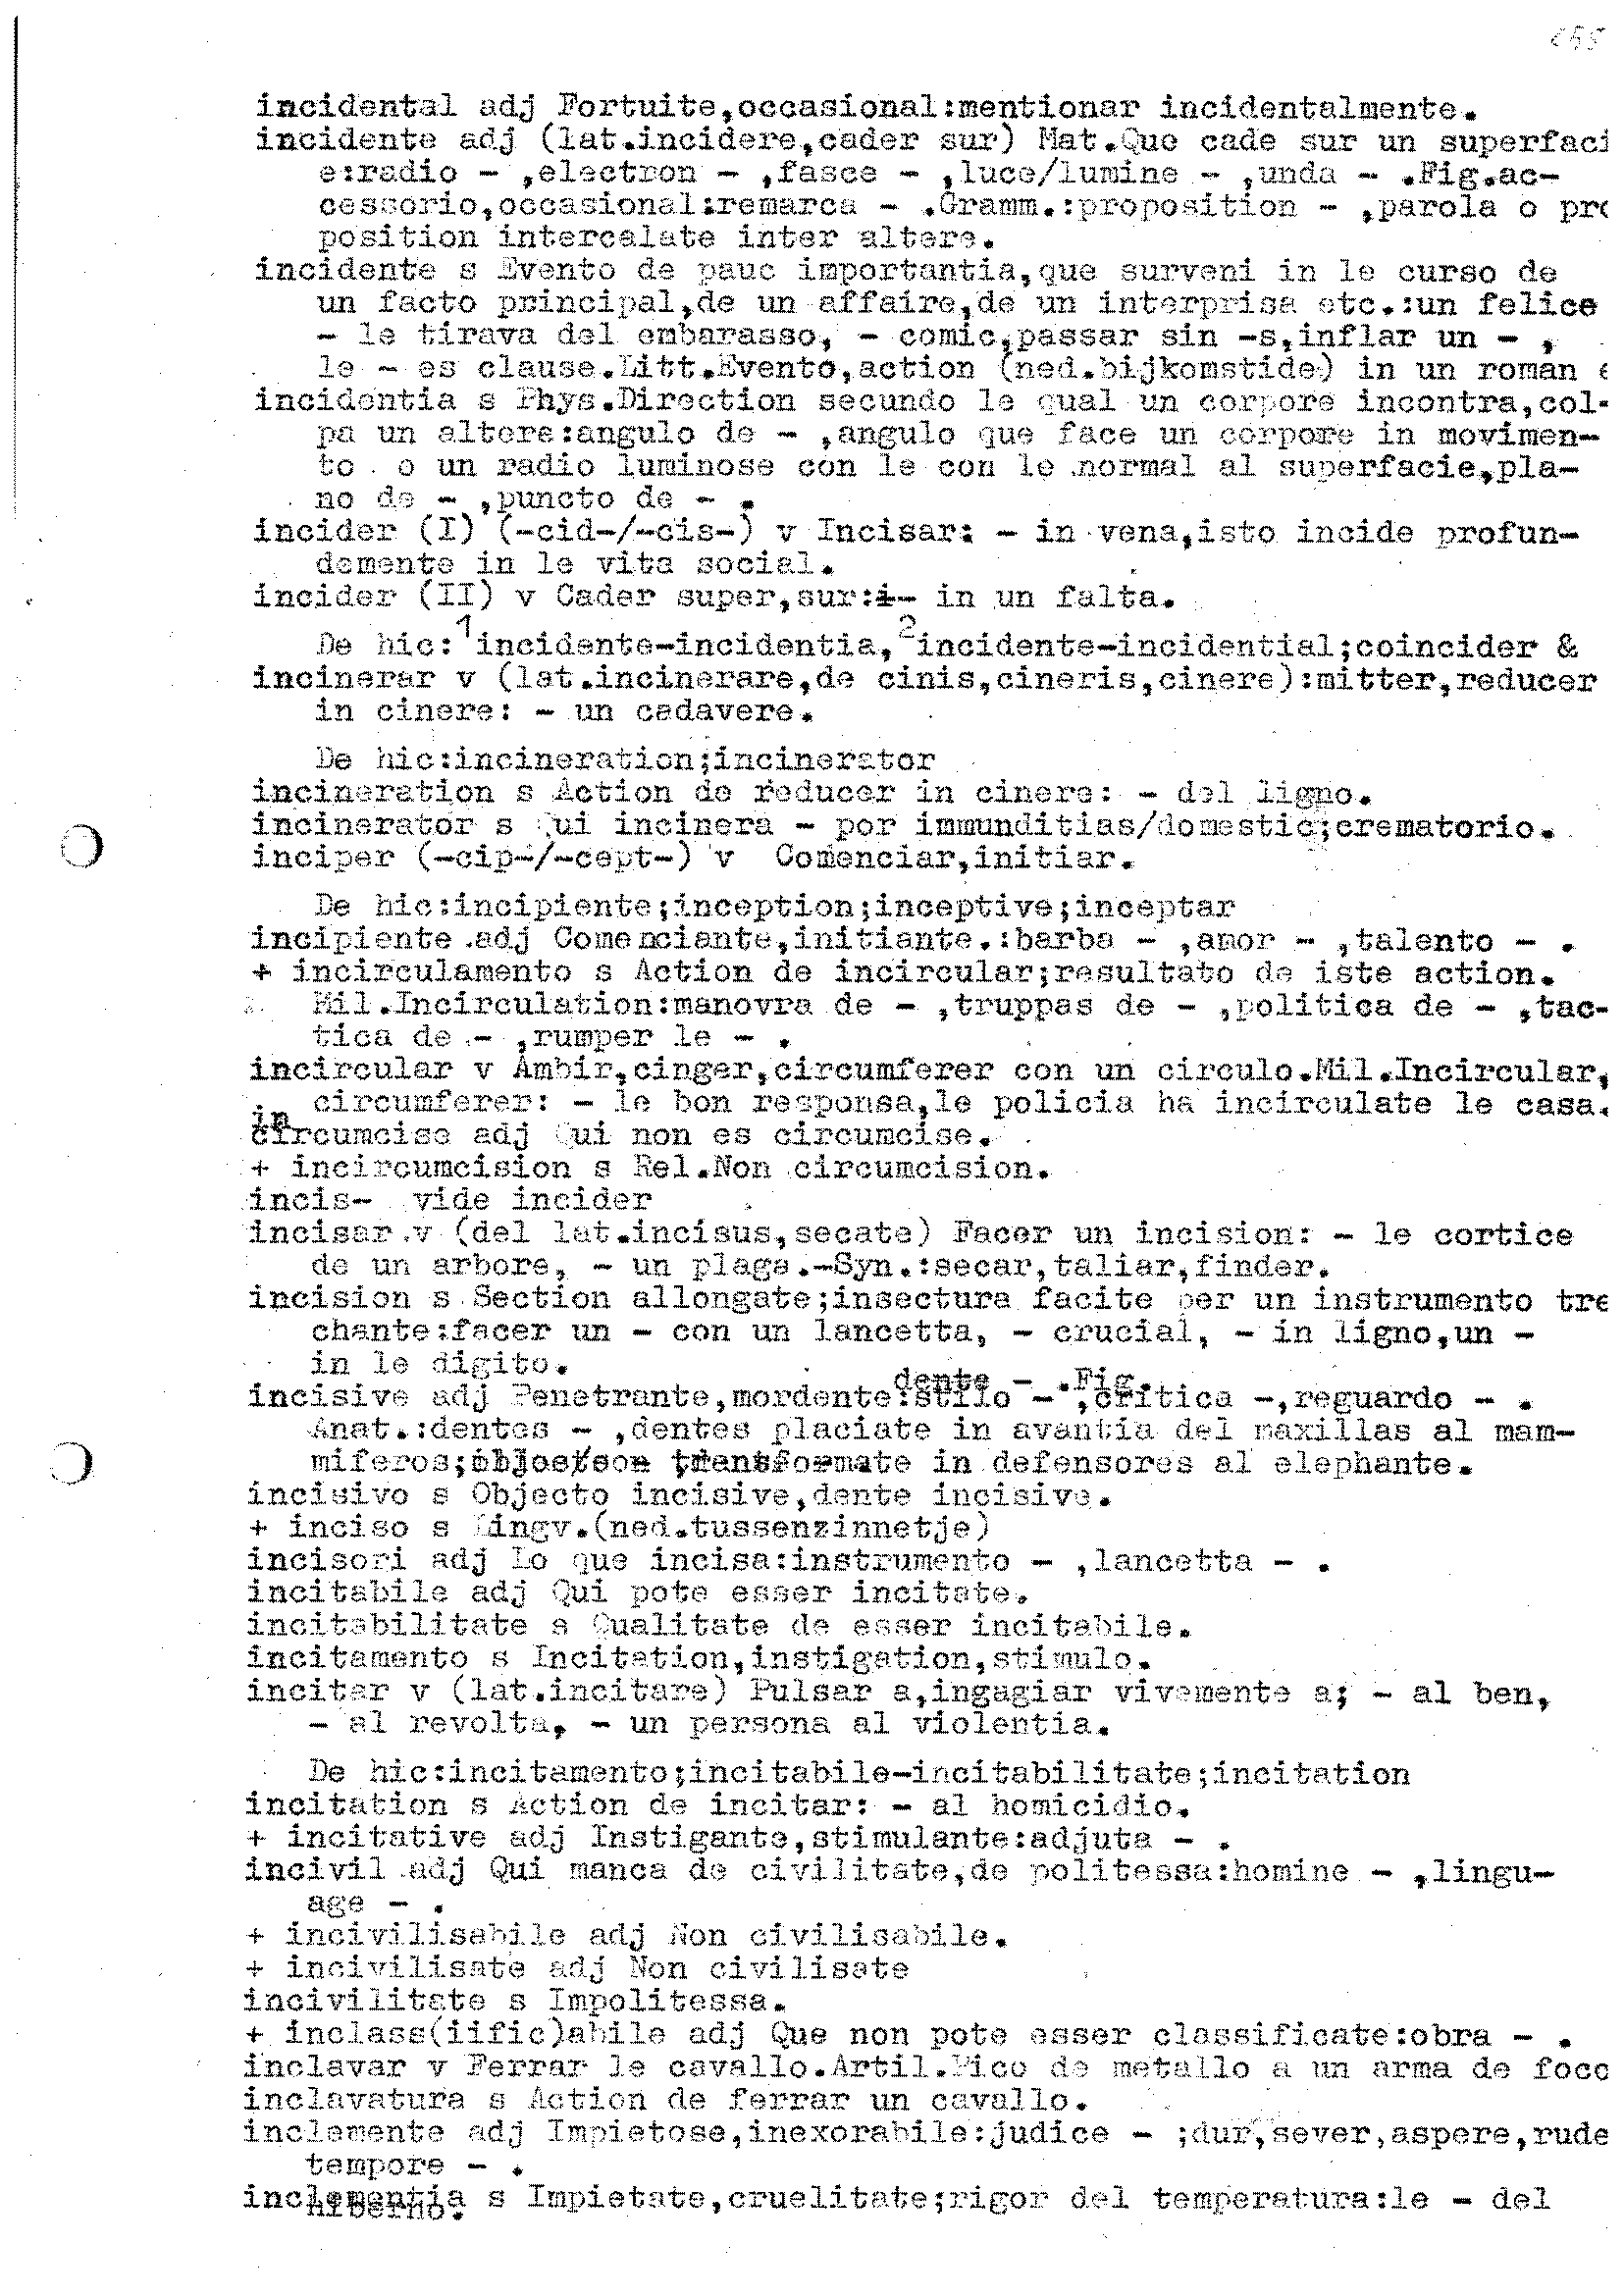 incidental adj Fortuite,occasional:mentionar incidentalmente.
incidente adj (lat.incidere,cader sur) Mat.Que cade sur un superfaci
e:radio - ,electron - ,fasce - ,luce/lumine - ,unda - .Fig.ac-
cessorio,occasional:remarca - .Gramm.:proposition - ,parola o pro
position intercalate inter altere.
incidente s Evento de pauc importantia,que surveni in le curso de
un facto principal,de un affaire,de un interprisa etc.:un felice
- le tirava del embarasso, - comic,passar sin -s,inflar un - ,
le - es clause.Litt.Evento,action (ned.bijkomstide) in un roman e
incidentia s Phys.Direction secundo le qual un corpore incontra,col-
pa un altere:angulo de - ,angulo que face un corpore in movimen-
to o un radio luminose con le con le normal al superfacie,pla-
no de - ,puncto de - .
incider (I) (-cid-/-cis-) v Incisar: - in vena,isto incide profun-
demente in le vita social.
incider (II) v Cader super,sur:i- in un falta.
De hic: 1incidente-incidentia, 2incidente-incidential;coincider &
incinerar v (lat.incinerare,de cinis,cineris,cinere):mitter,reducer
in cinere: - un cadavere.
De hic:incineration;incinerator
incineration s Action de reducer in cinere: - del ligno.
incinerator s Qui incinera - por immunditias/domestic;crematorio.
inciper (-cip-/-cept-) v Comenciar,initiar.
De hic:incipiente;inception;inceptive;inceptar
incipiente adj Comenciante,initiante.:barba - ,amor - ,talento - .
+ incirculamento s Action de incircular;resultato de iste action.
Mil.Incirculation:manovra de - ,truppas de - ,politica de - ,tac-
tica de - ,rumper le - .
incircular v Ambir,cinger,circumferer con un circulo.Mil.Incircular,
circumferer: - le bon responsa,le policia ha incirculate le casa.
in
circumcise adj Qui non es circumcise.
+ incircumcision s Rel.Non circumcision.
incis- vide incider
incisar v (del lat.incisus,secate) Facer un incision: - le cortice
de un arbore, - un plaga.-Syn.:secar,taliar,finder.
incision s Section allongate;insectura facite per un instrumento tre
chante:facer un - con un lancetta, - crucial, - in ligno,un -
in le digito.
dente - .Fig.
incisive adj Penetrante,mordente:stilo - ,critica -,reguardo - .
Anat.:dentes - ,dentes placiate in avantia del maxillas al mam-
miferos; transformate in defensores al elephante.
incisivo s Objecto incisive,dente incisive.
+ inciso s Lingv.(ned.tussenzinnetje)
incisori adj Lo que incisa:instrumento - ,lancetta - .
incitabile adj Qui pote esser incitate.
incitabilitate s Qualitate de esser incitabile.
incitamento s Incitation,instigation,stimulo.
incitar v (lat.incitare) Pulsar a,ingagiar vivemente a; - al ben,
- al revolta, - un persona al violentia.
De hic:incitamento;incitabile-incitabilitate;incitation
incitation s Action de incitar: - al homicidio.
+ incitative adj Instigante,stimulante:adjuta - .
incivil adj Qui manca de civilitate,de politessa:homine - ,lingu-
age - .
+ incivilisabile adj Non civilisabile.
+ incivilisate adj Non civilisate
incivilitate s Impolitessa.
+ inclass(iific)abile adj Que non pote esser classificate:obra - .
inclavar v Ferrar le cavallo.Artil.Pico de metallo a un arma de foco
inclavatura s Action de ferrar un cavallo.
inclemente adj Impietose,inexorabile:judice - ;dur,sever,aspere,rude
tempore - .
inclementia s Impietate,cruelitate;rigor del temperatura:le - del
hiberno.